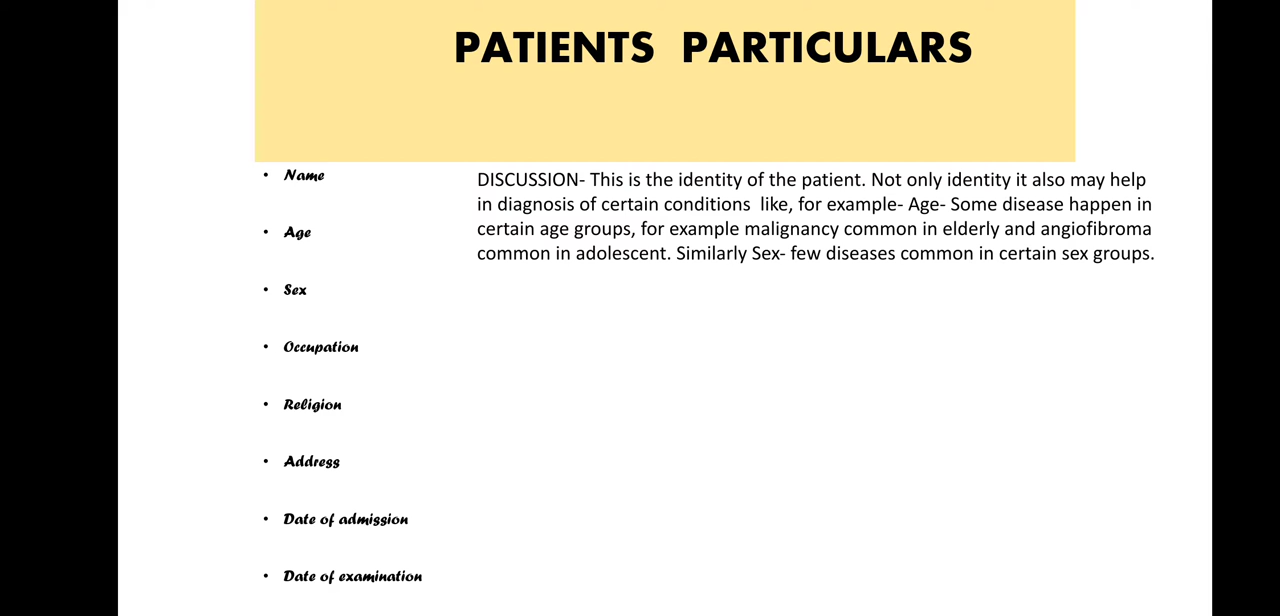 PATIENTS PARTICULARS
• Name
• Age
• Sex
• Occupation
• Religion
• Address
• Date of admission
• Date of examination
DISCUSSION- This is the identity of the patient. Not only identity it also may help
in diagnosis of certain conditions like, for example- Age- Some disease happen in
certain age groups, for example malignancy common in elderly and angiofibroma
common in adolescent. Similarly Sex- few diseases common in certain sex groups.